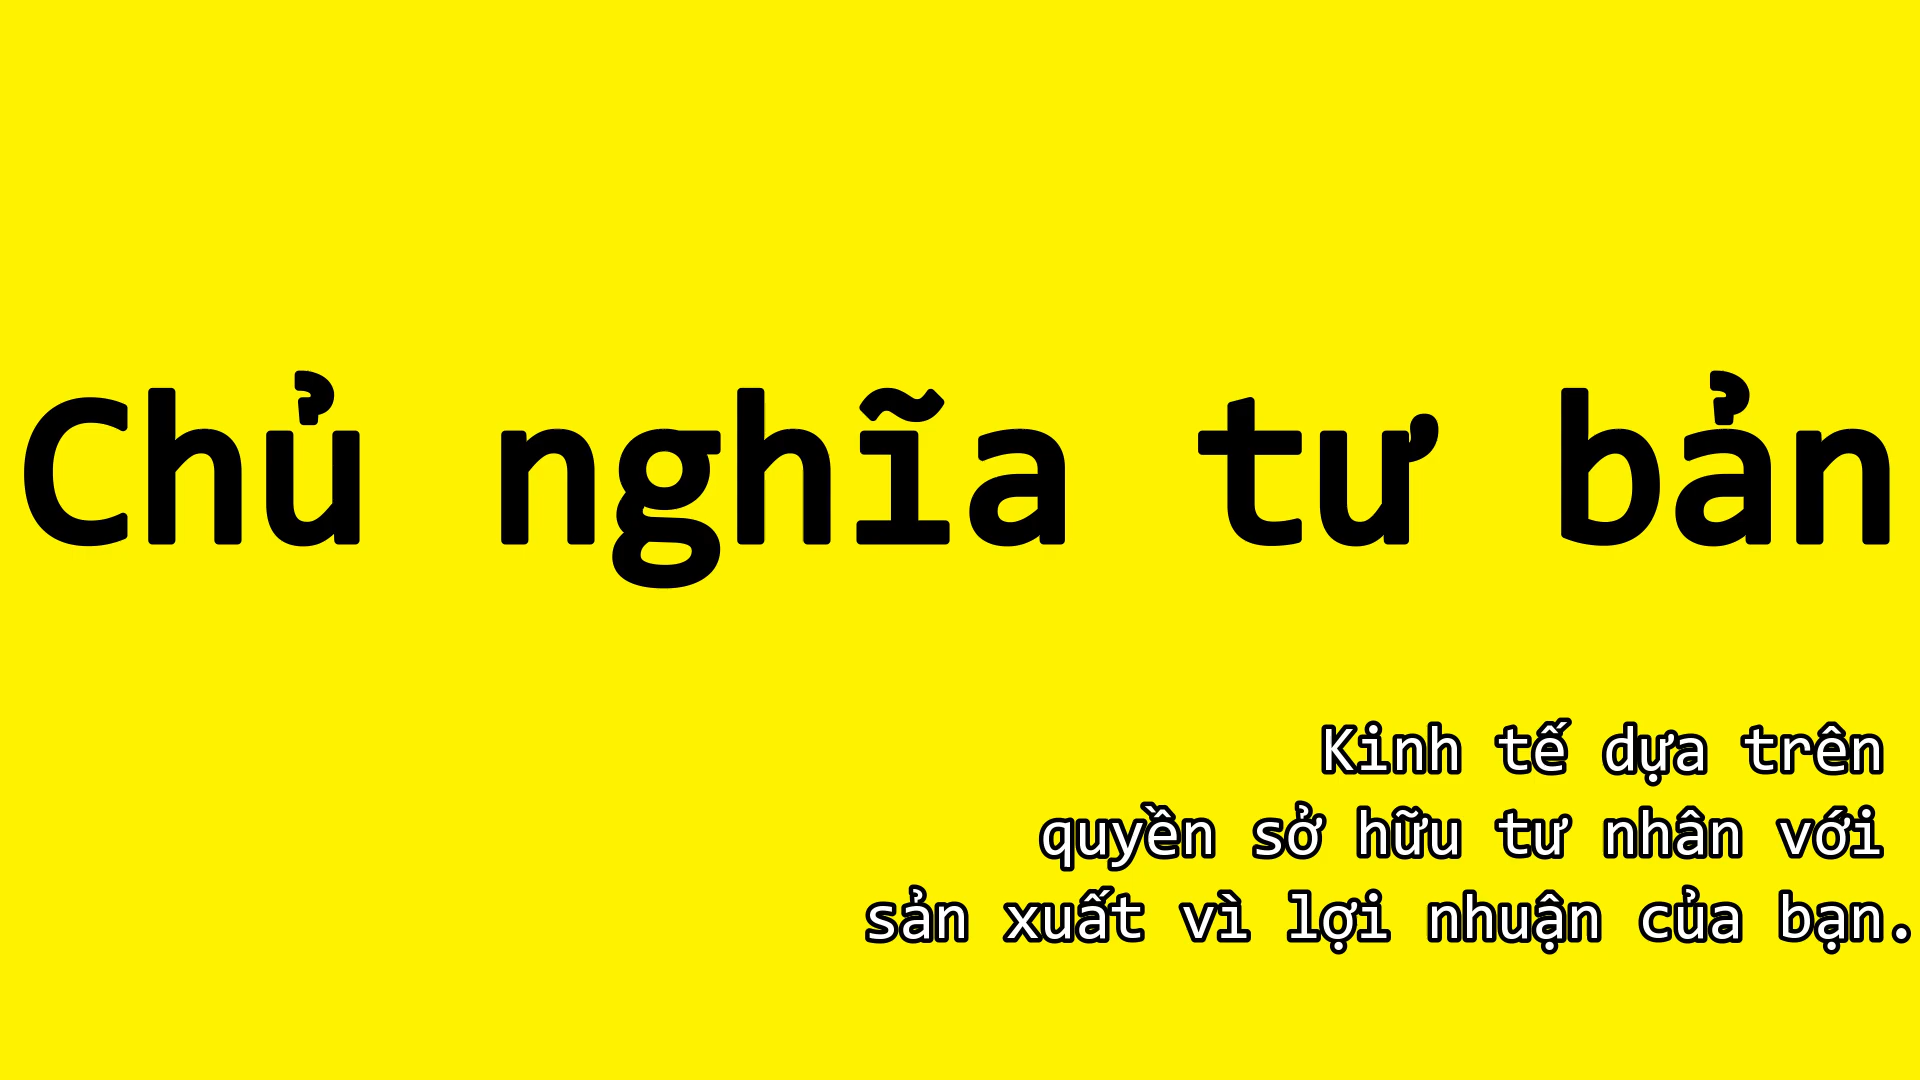 Chủ nghĩa tư bản
Kinh tế dựa trên
quyền sở hữu tư nhân với
sản xuất vì lợi nhuận của bạn.